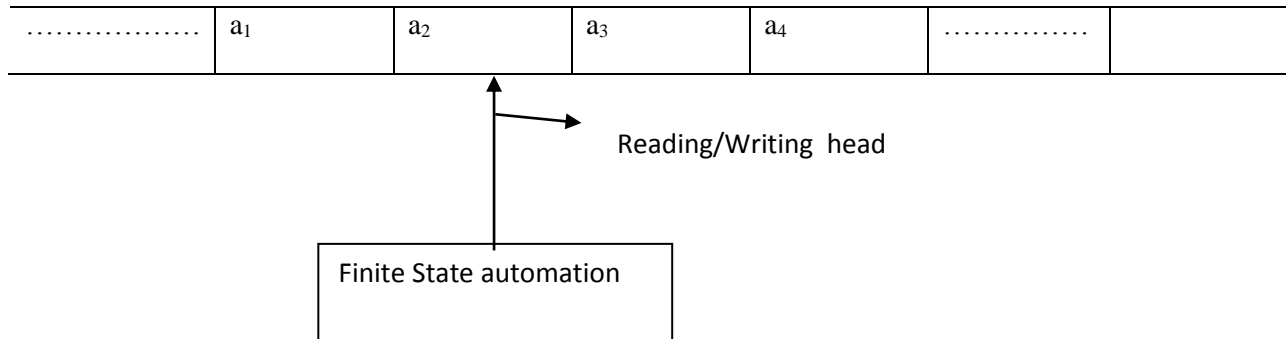 ……………… a₁ a₂ a₃ a₄ ……………
Reading/Writing head
Finite State automation